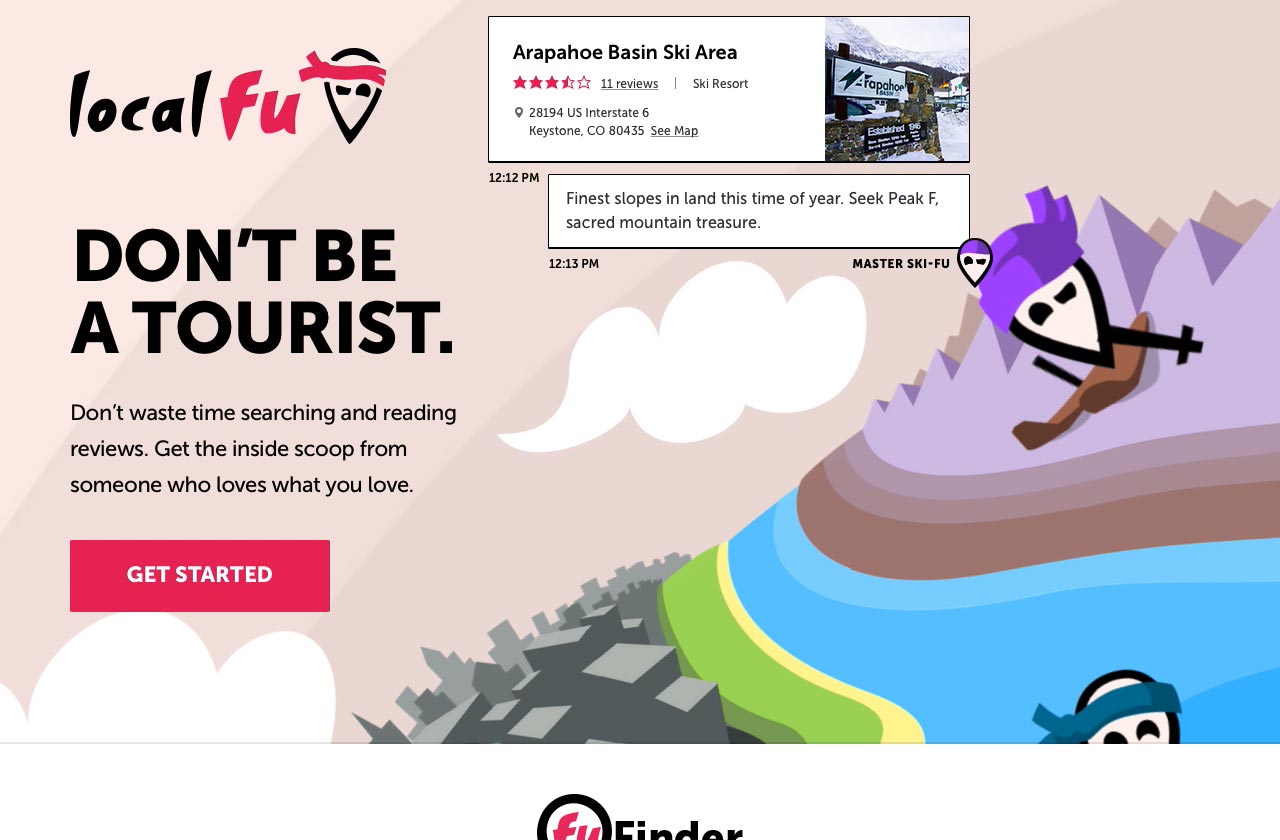 local fu
Arapahoe Basin Ski Area
11 reviews | Ski Resort
28194 US Interstate 6
Keystone, CO 80435 See Map
Arapahoe
BASIN
Established 1946
12:12 PM
Finest slopes in land this time of year. Seek Peak F,
sacred mountain treasure.
12:13 PM MASTER SKI-FU
DON'T BE
A TOURIST.
Don't waste time searching and reading
reviews. Get the inside scoop from
someone who loves what you love.
GET STARTED
fu Finder